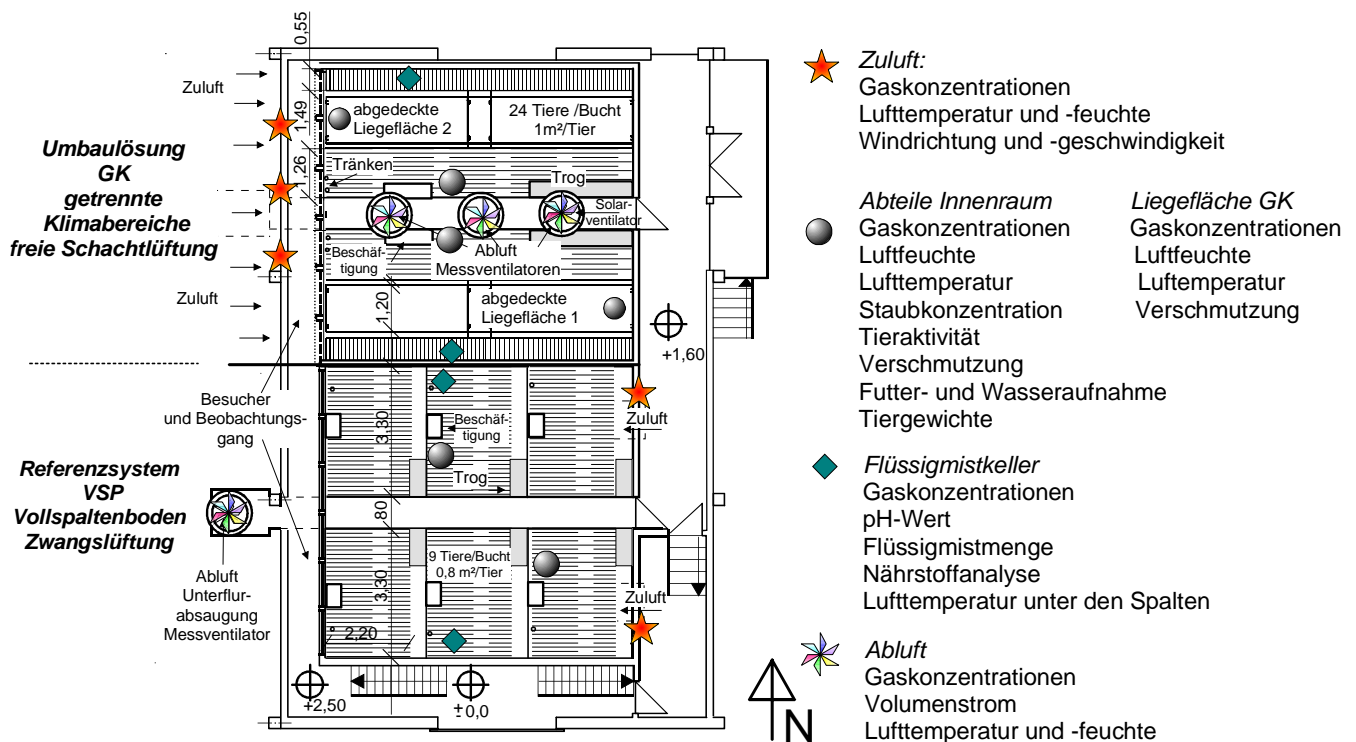 0,55
Zuluft
1,49
abgedeckte
Liegefläche 2
24 Tiere /Bucht
1m²/Tier
Umbaulösung
GK
getrennte
Klimabereiche
freie Schachtlüftung
1,26
Tränken
Trog
Solar-
ventilator
Beschäf-
tigung
Abluft
Messventilatoren
Zuluft
1,20
abgedeckte
Liegefläche 1
+1,60
Besucher
und Beobachtungs-
gang
3,30
Beschäf-
tigung
Zuluft
Trog
Referenzsystem
VSP
Vollspaltenboden
Zwangslüftung
,80
9 Tiere/Bucht
0,8 m²/Tier
Abluft
Unterflur-
absaugung
Messventilator
3,30
Zuluft
2,20
+2,50
±0,0
N
Zuluft:
Gaskonzentrationen
Lufttemperatur und -feuchte
Windrichtung und -geschwindigkeit
Abteile Innenraum
Gaskonzentrationen
Luftfeuchte
Lufttemperatur
Staubkonzentration
Tieraktivität
Verschmutzung
Futter- und Wasseraufnahme
Tiergewichte
Liegefläche GK
Gaskonzentrationen
Luftfeuchte
Luftemperatur
Verschmutzung
Flüssigmistkeller
Gaskonzentrationen
pH-Wert
Flüssigmistmenge
Nährstoffanalyse
Lufttemperatur unter den Spalten
Abluft
Gaskonzentrationen
Volumenstrom
Lufttemperatur und -feuchte